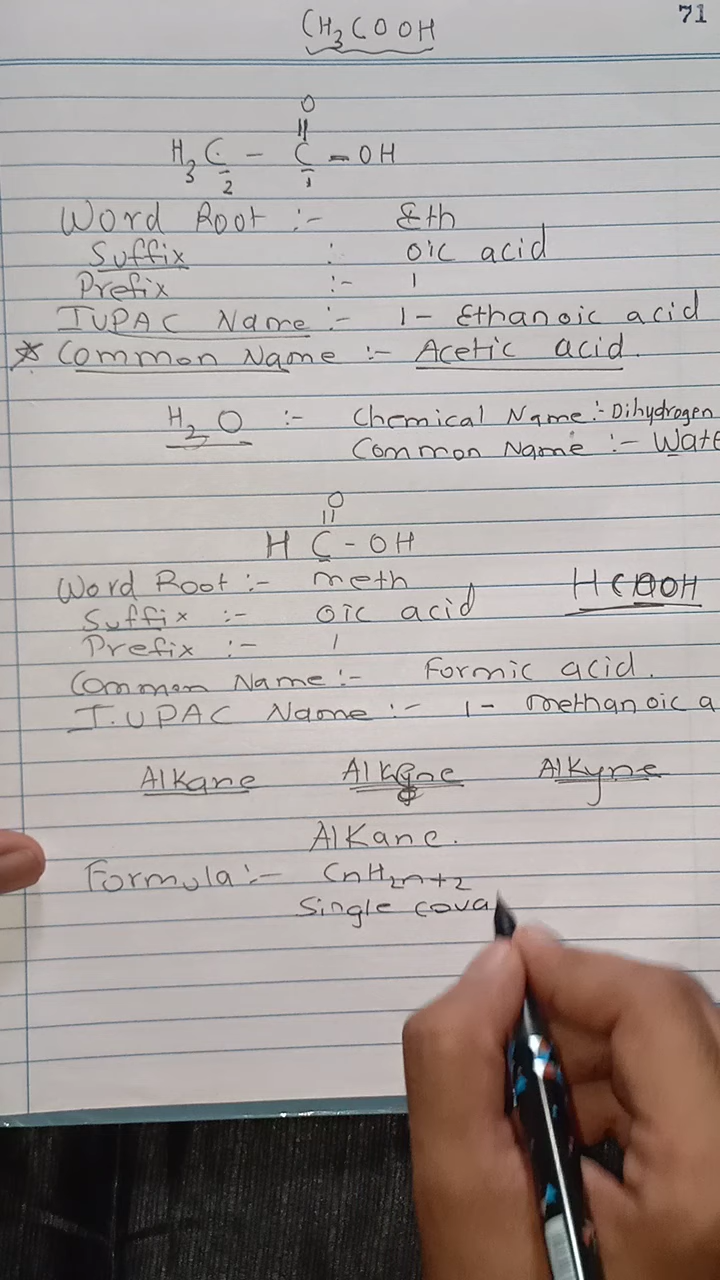 71
CH3COOH
O
||
H3C - C - OH
2 1
Word Root :- Eth
Suffix : oic acid
Prefix :- 1
IUPAC Name :- 1- Ethanoic acid
* Common Name :- Acetic acid.
H2O :- Chemical Name :- Dihydrogen
Common Name :- Wate
O
||
H C - OH
Word Root :- meth HCOOH
Suffix :- oic acid
Prefix :- 1
Common Name :- Formic acid.
I.UPAC Name :- 1- methanoic a
Alkane Alkene Alkyne
Alkane.
Formula :- CnH2n+2
Single cova